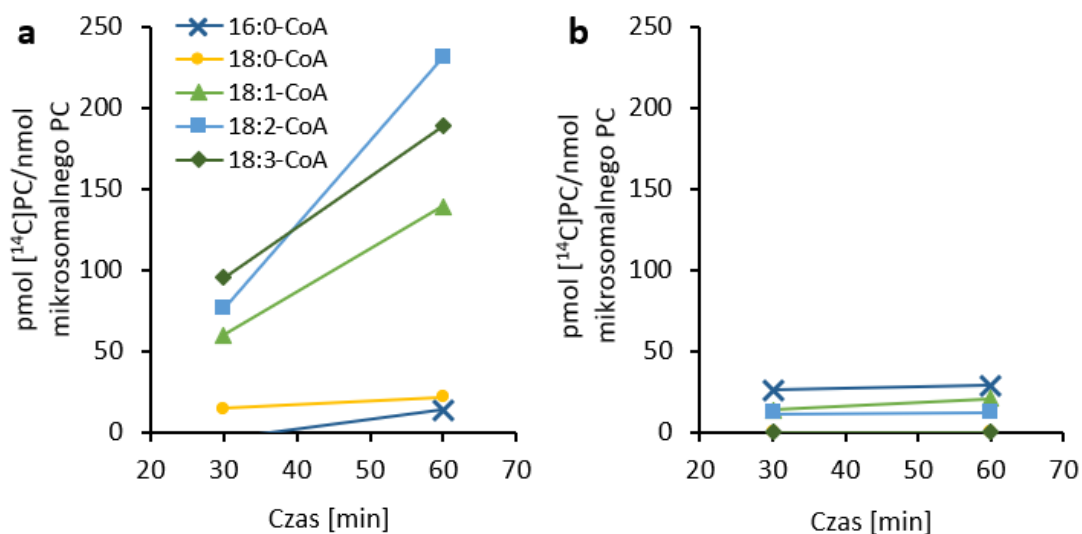 a
16:0-CoA
18:0-CoA
18:1-CoA
18:2-CoA
18:3-CoA
pmol [¹⁴C]PC/nmol
mikrosomalnego PC
250
200
150
100
50
0
20 30 40 50 60 70
Czas [min]
b
pmol [¹⁴C]PC/nmol
mikrosomalnego PC
250
200
150
100
50
0
20 30 40 50 60 70
Czas [min]